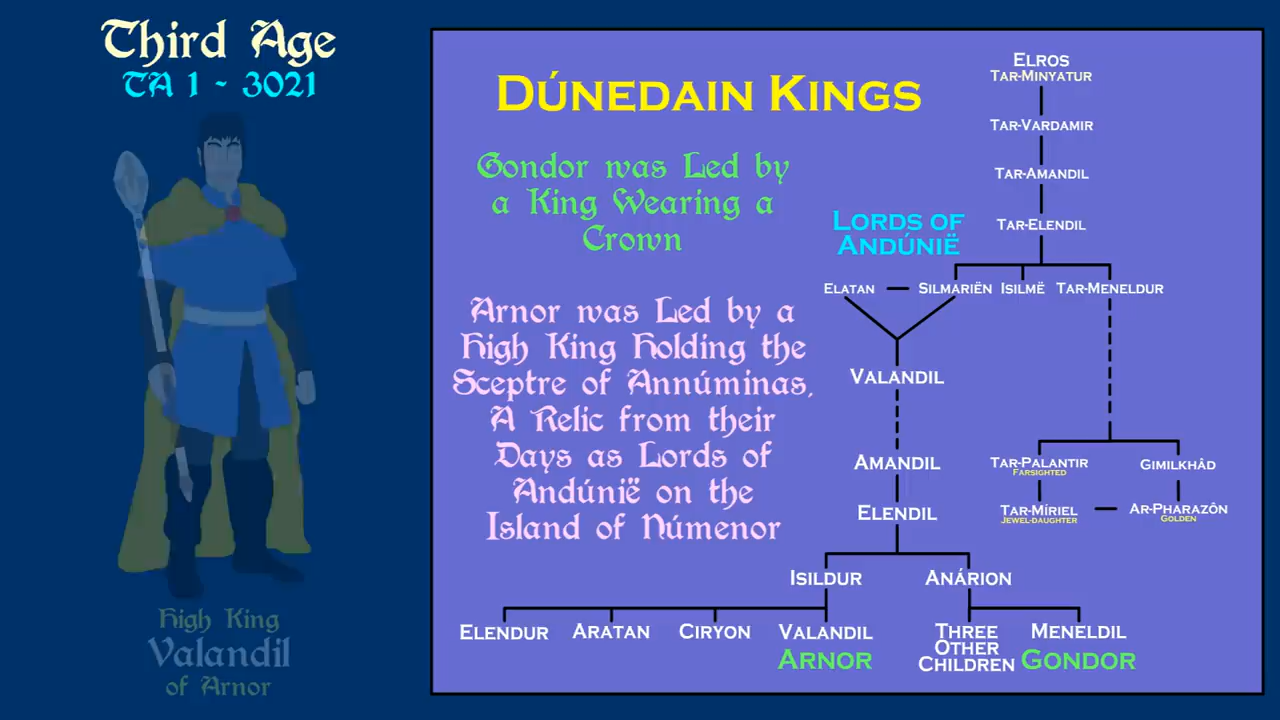 Third Age
TA 1 - 3021
High King
Valandil
of Arnor
DÚNEDAIN KINGS
Gondor was Led by
a King Wearing a
Crown
Arnor was Led by a
High King Holding the
Sceptre of Annúminas,
A Relic from their
Days as Lords of
Andúnië on the
Island of Númenor
ELROS
TAR-MINYATUR
TAR-VARDAMIR
TAR-AMANDIL
TAR-ELENDIL
LORDS OF
ANDÚNIË
ELATAN
SILMARIËN
ISILMË
TAR-MENELDUR
VALANDIL
AMANDIL
ELENDIL
TAR-PALANTIR
FARSIGHTED
GIMILKHÂD
TAR-MÍRIEL
JEWEL-DAUGHTER
AR-PHARAZÔN
GOLDEN
ISILDUR
ANÁRION
ELENDUR
ARATAN
CIRYON
VALANDIL
ARNOR
THREE
OTHER
CHILDREN
MENELDIL
GONDOR